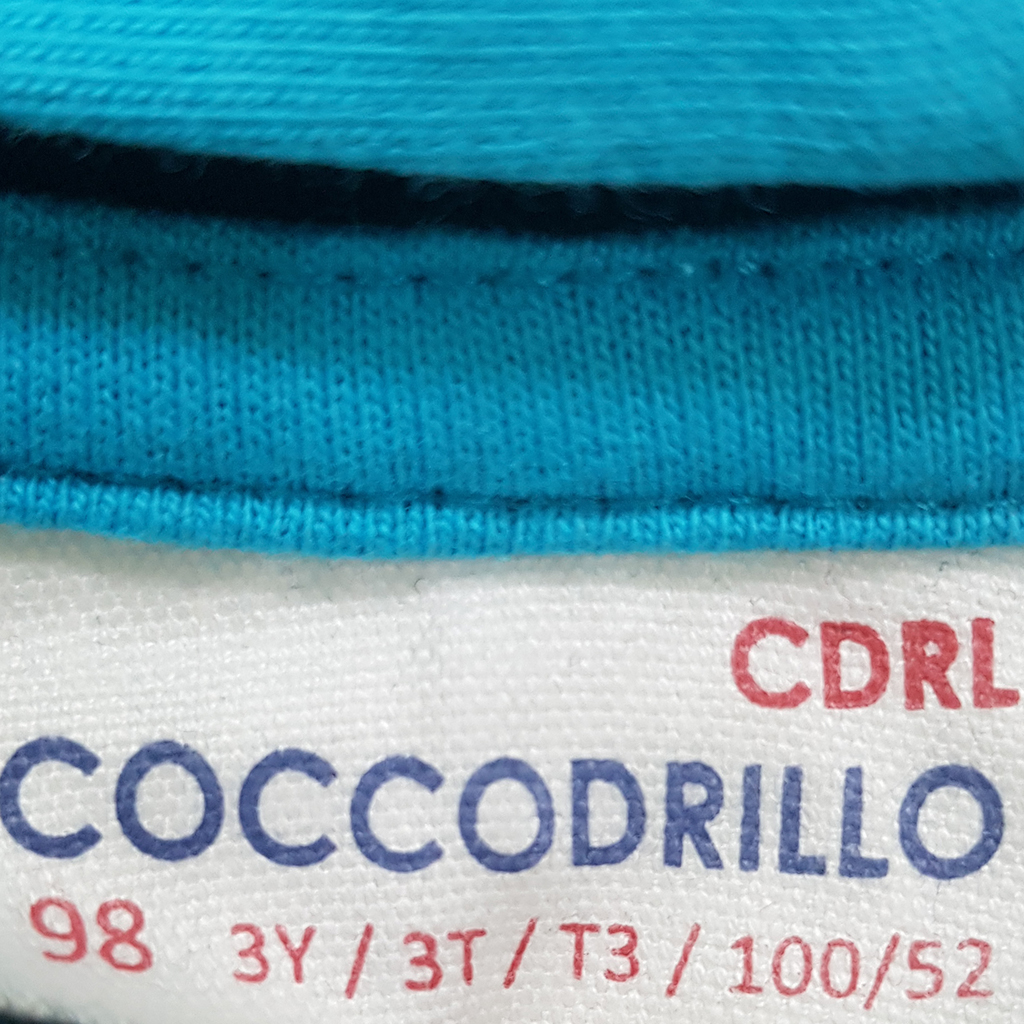 CDRL
COCCODRILLO
98 3Y / 3T / T3 / 100/52